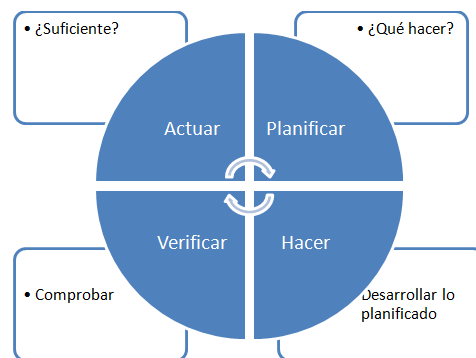 • ¿Suficiente?
• ¿Qué hacer?
Actuar
Planificar
Verificar
Hacer
• Comprobar
Desarrollar lo
planificado